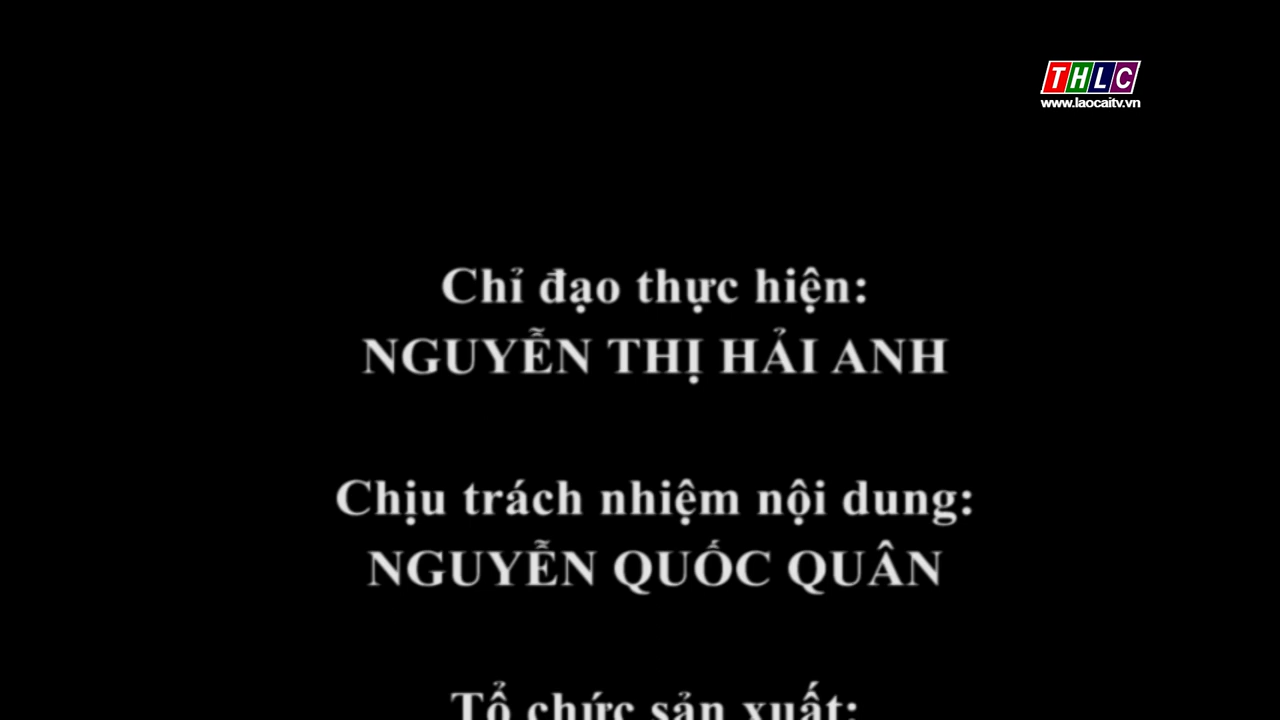 THLC
www.laocaitv.vn
Chỉ đạo thực hiện:
NGUYỄN THỊ HẢI ANH
Chịu trách nhiệm nội dung:
NGUYỄN QUỐC QUÂN
Tổ chức sản xuất: